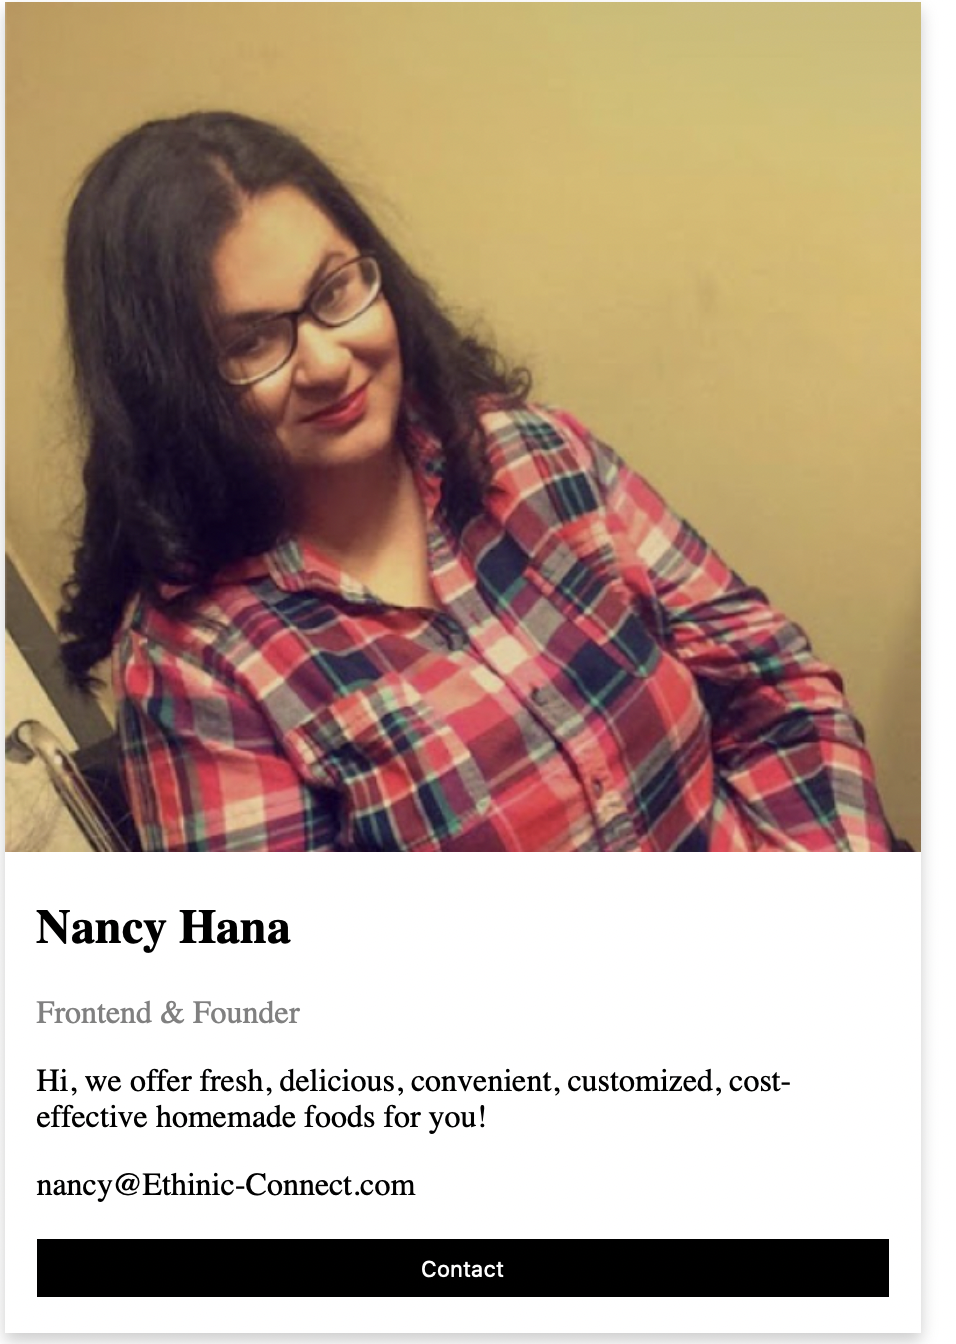 Nancy Hana
Frontend & Founder
Hi, we offer fresh, delicious, convenient, customized, cost-
effective homemade foods for you!
nancy@Ethinic-Connect.com
Contact